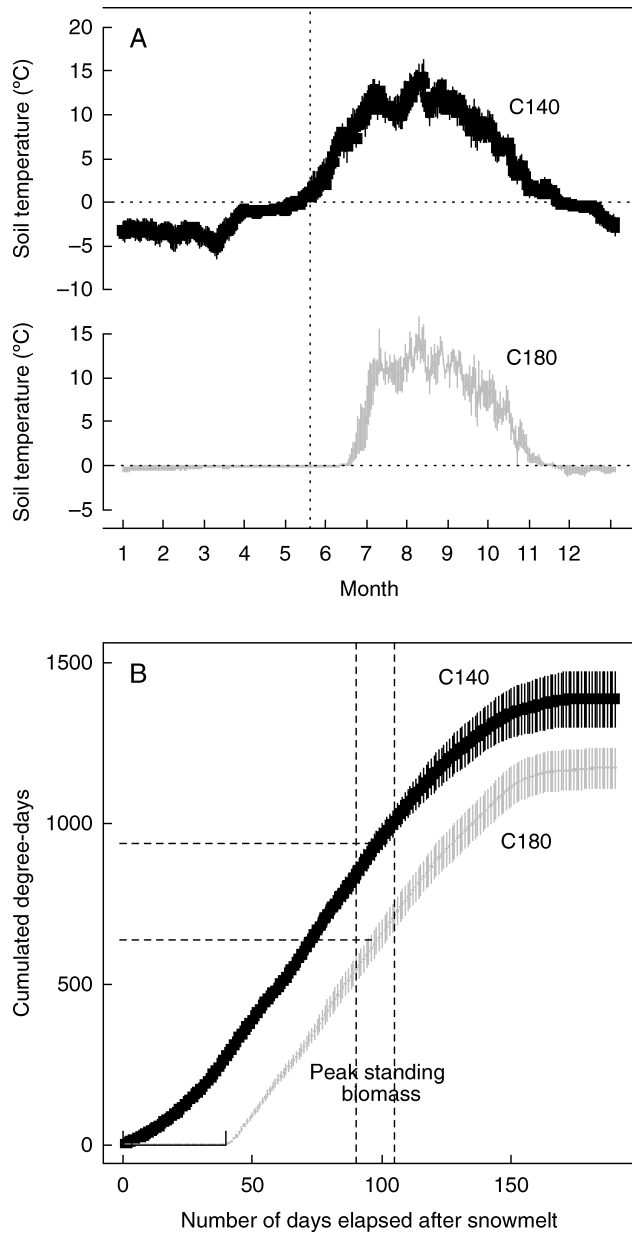 A
20
15
10
5
0
−5
−10
Soil temperature (°C)
C140
15
10
5
0
−5
Soil temperature (°C)
C180
1 2 3 4 5 6 7 8 9 10 11 12
Month
B
1500
1000
500
0
Cumulated degree-days
C140
C180
Peak standing
biomass
0 50 100 150
Number of days elapsed after snowmelt